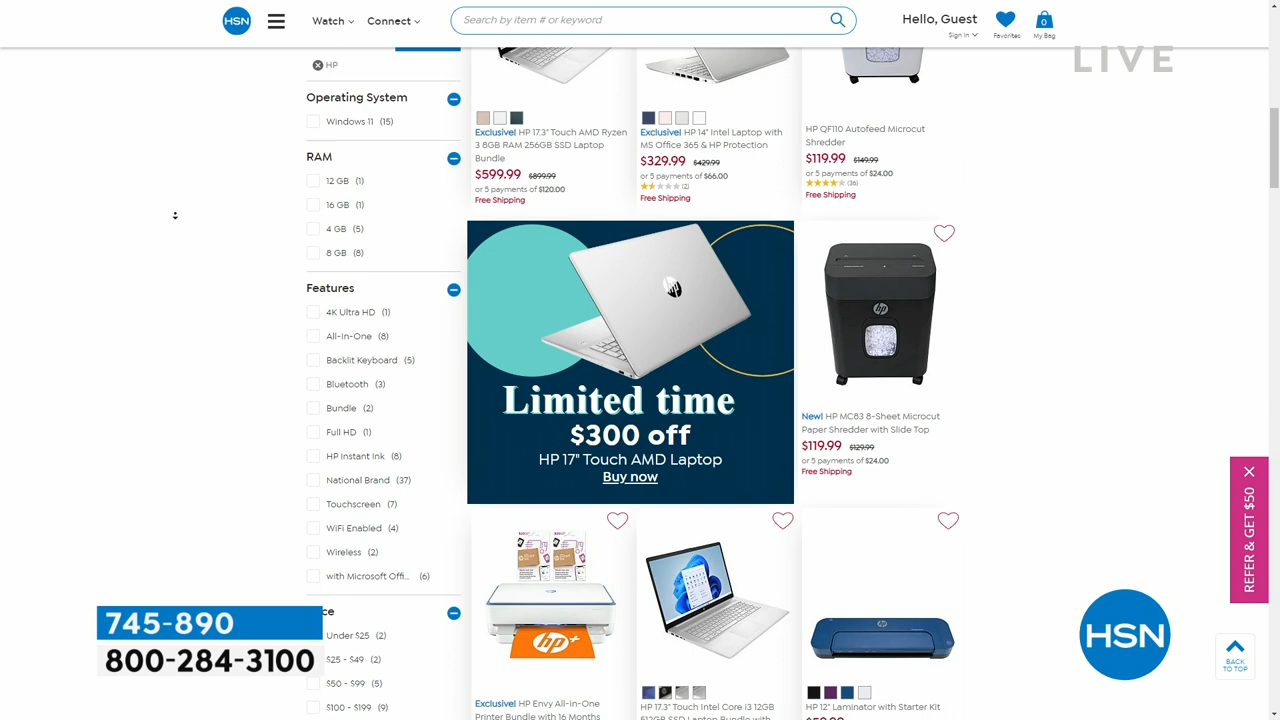 HSN
Watch
Connect
Search by item # or keyword
Hello, Guest
Sign In
Favorites
0
My Bag
LIVE
HP
Operating System
Windows 11 (15)
RAM
12 GB (1)
16 GB (1)
4 GB (5)
8 GB (8)
Features
4K Ultra HD (1)
All-In-One (8)
Backlit Keyboard (5)
Bluetooth (3)
Bundle (2)
Full HD (1)
HP Instant Ink (8)
National Brand (37)
Touchscreen (7)
WiFi Enabled (4)
Wireless (2)
with Microsoft Offi... (6)
ce
Under $25 (2)
$25 - $49 (2)
$50 - $99 (5)
$100 - $199 (9)
Exclusive! HP 17.3" Touch AMD Ryzen
3 8GB RAM 256GB SSD Laptop
Bundle
$599.99 $899.99
or 5 payments of $120.00
Free Shipping
Exclusive! HP 14" Intel Laptop with
MS Office 365 & HP Protection
$329.99 $429.99
or 5 payments of $66.00
(2)
Free Shipping
HP QF110 Autofeed Microcut
Shredder
$119.99 $149.99
or 5 payments of $24.00
(36)
Free Shipping
hp
Limited time
$300 off
HP 17" Touch AMD Laptop
Buy now
hp
New! HP MC83 8-Sheet Microcut
Paper Shredder with Slide Top
$119.99 $129.99
or 5 payments of $24.00
Free Shipping
hp+
Exclusive! HP Envy All-in-One
Printer Bundle with 16 Months
HP 17.3" Touch Intel Core i3 12GB
512GB SSD Laptop Bundle with
hp
HP 12" Laminator with Starter Kit
REFER & GET $50
745-890
800-284-3100
HSN
BACK
TO TOP